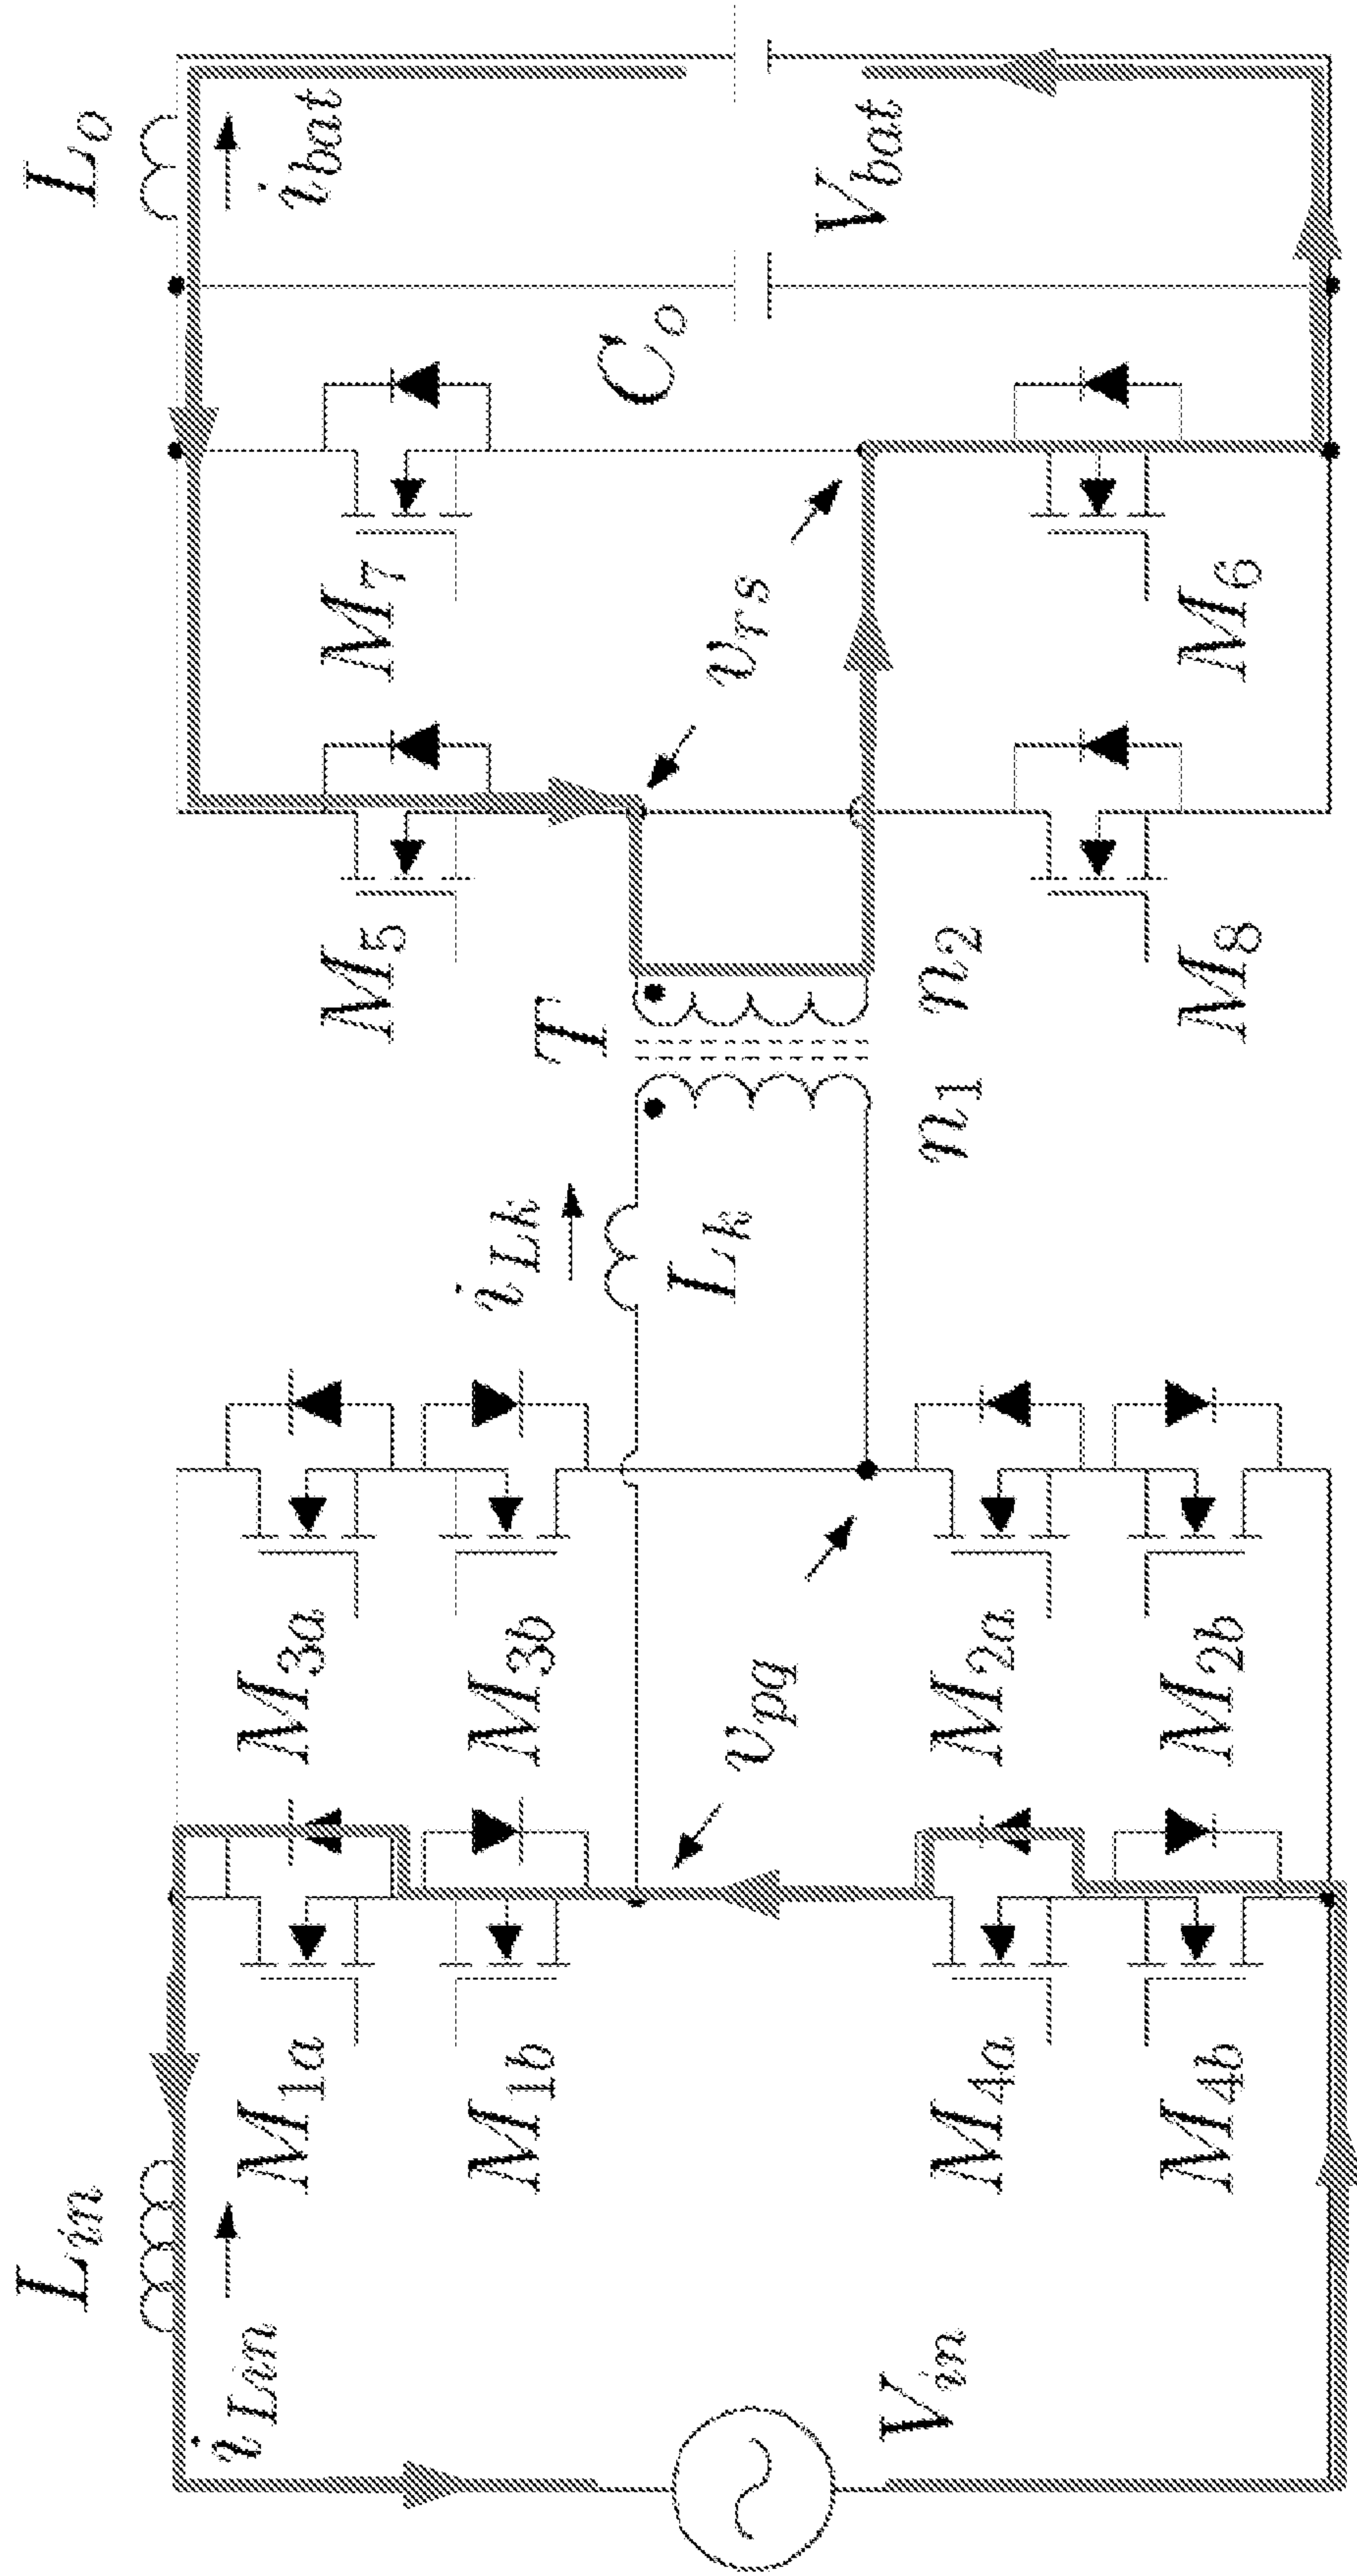 L_in
i_Lin
V_in
M_1a
M_1b
M_4a
M_4b
M_3a
M_3b
v_pq
M_2a
M_2b
i_Lk
L_k
T
n_1 n_2
M_5
M_8
M_7
v_rs
M_6
C_o
L_o
i_bat
V_bat